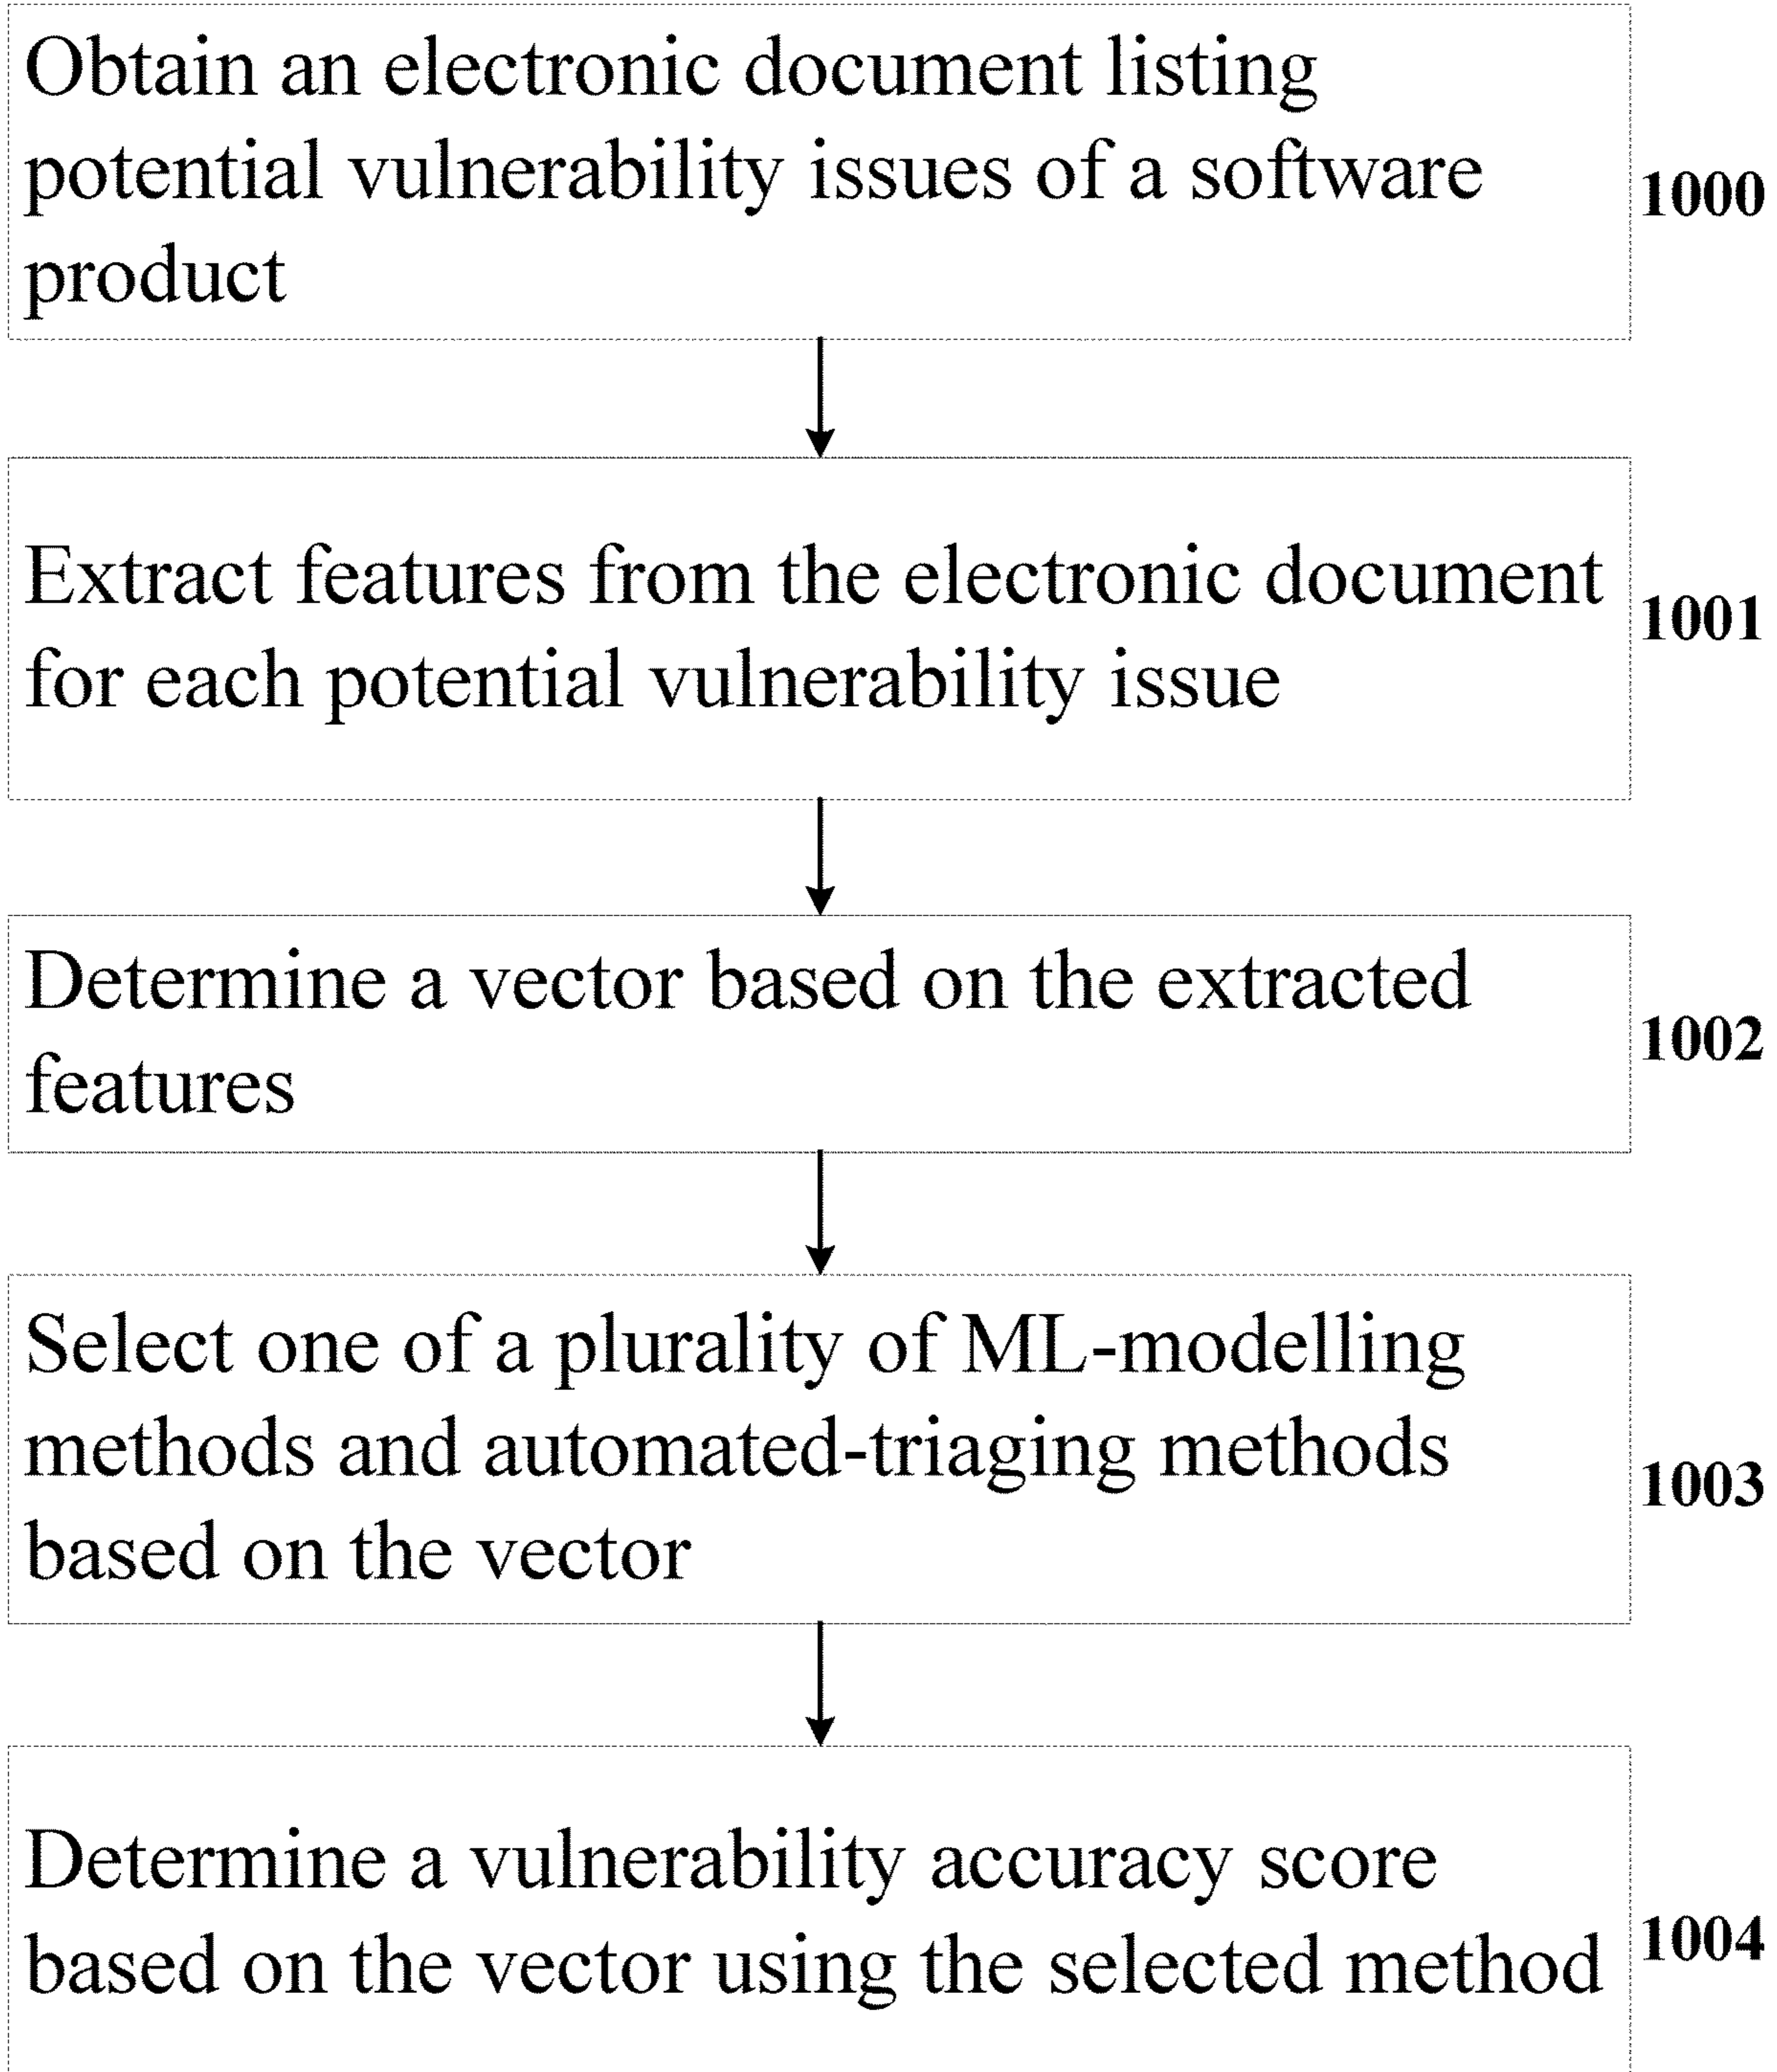 Obtain an electronic document listing
potential vulnerability issues of a software
product
1000
Extract features from the electronic document
for each potential vulnerability issue
1001
Determine a vector based on the extracted
features
1002
Select one of a plurality of ML-modelling
methods and automated-triaging methods
based on the vector
1003
Determine a vulnerability accuracy score
based on the vector using the selected method
1004